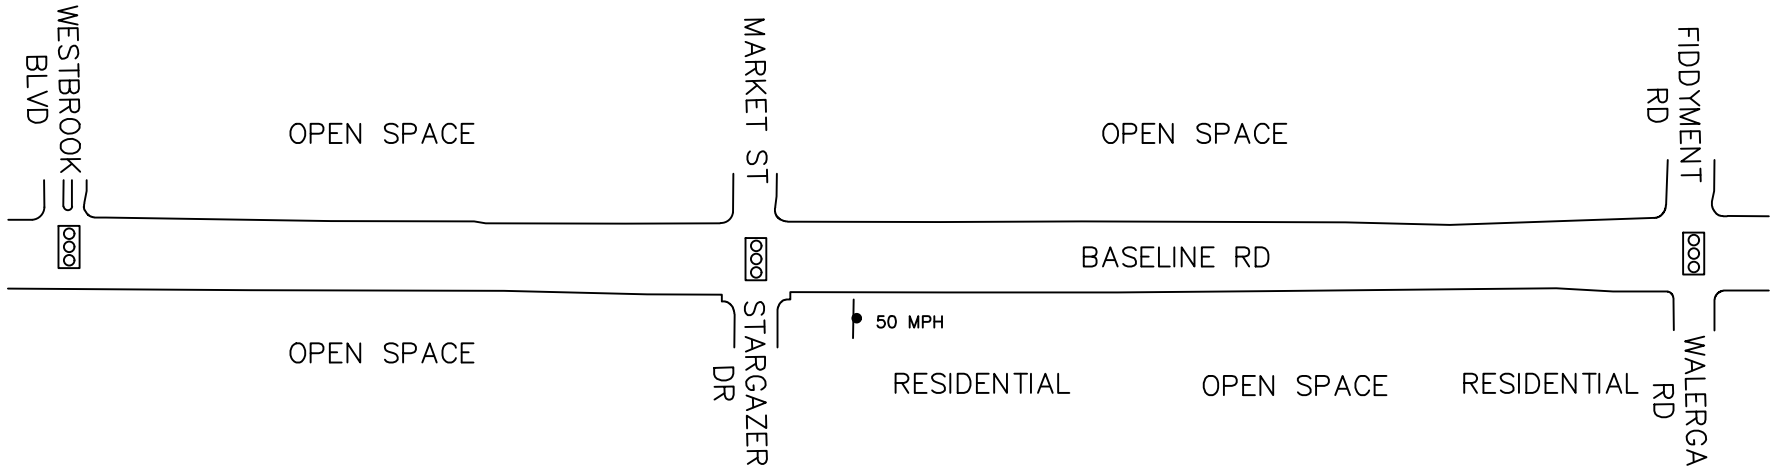 WESTBROOK
BLVD
OPEN SPACE
MARKET ST
OPEN SPACE
FIDDYMENT
RD
BASELINE RD
OPEN SPACE
STARGAZER
DR
50 MPH
RESIDENTIAL
OPEN SPACE
RESIDENTIAL
WALERGA
RD